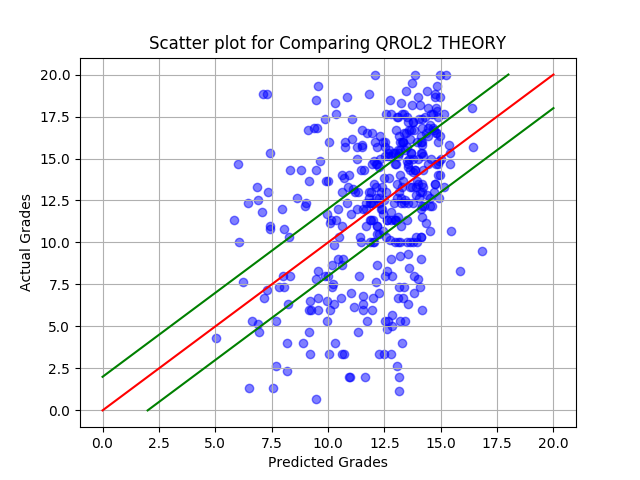 Scatter plot for Comparing QROL2 THEORY
Actual Grades
20.0
17.5
15.0
12.5
10.0
7.5
5.0
2.5
0.0
0.0 2.5 5.0 7.5 10.0 12.5 15.0 17.5 20.0
Predicted Grades